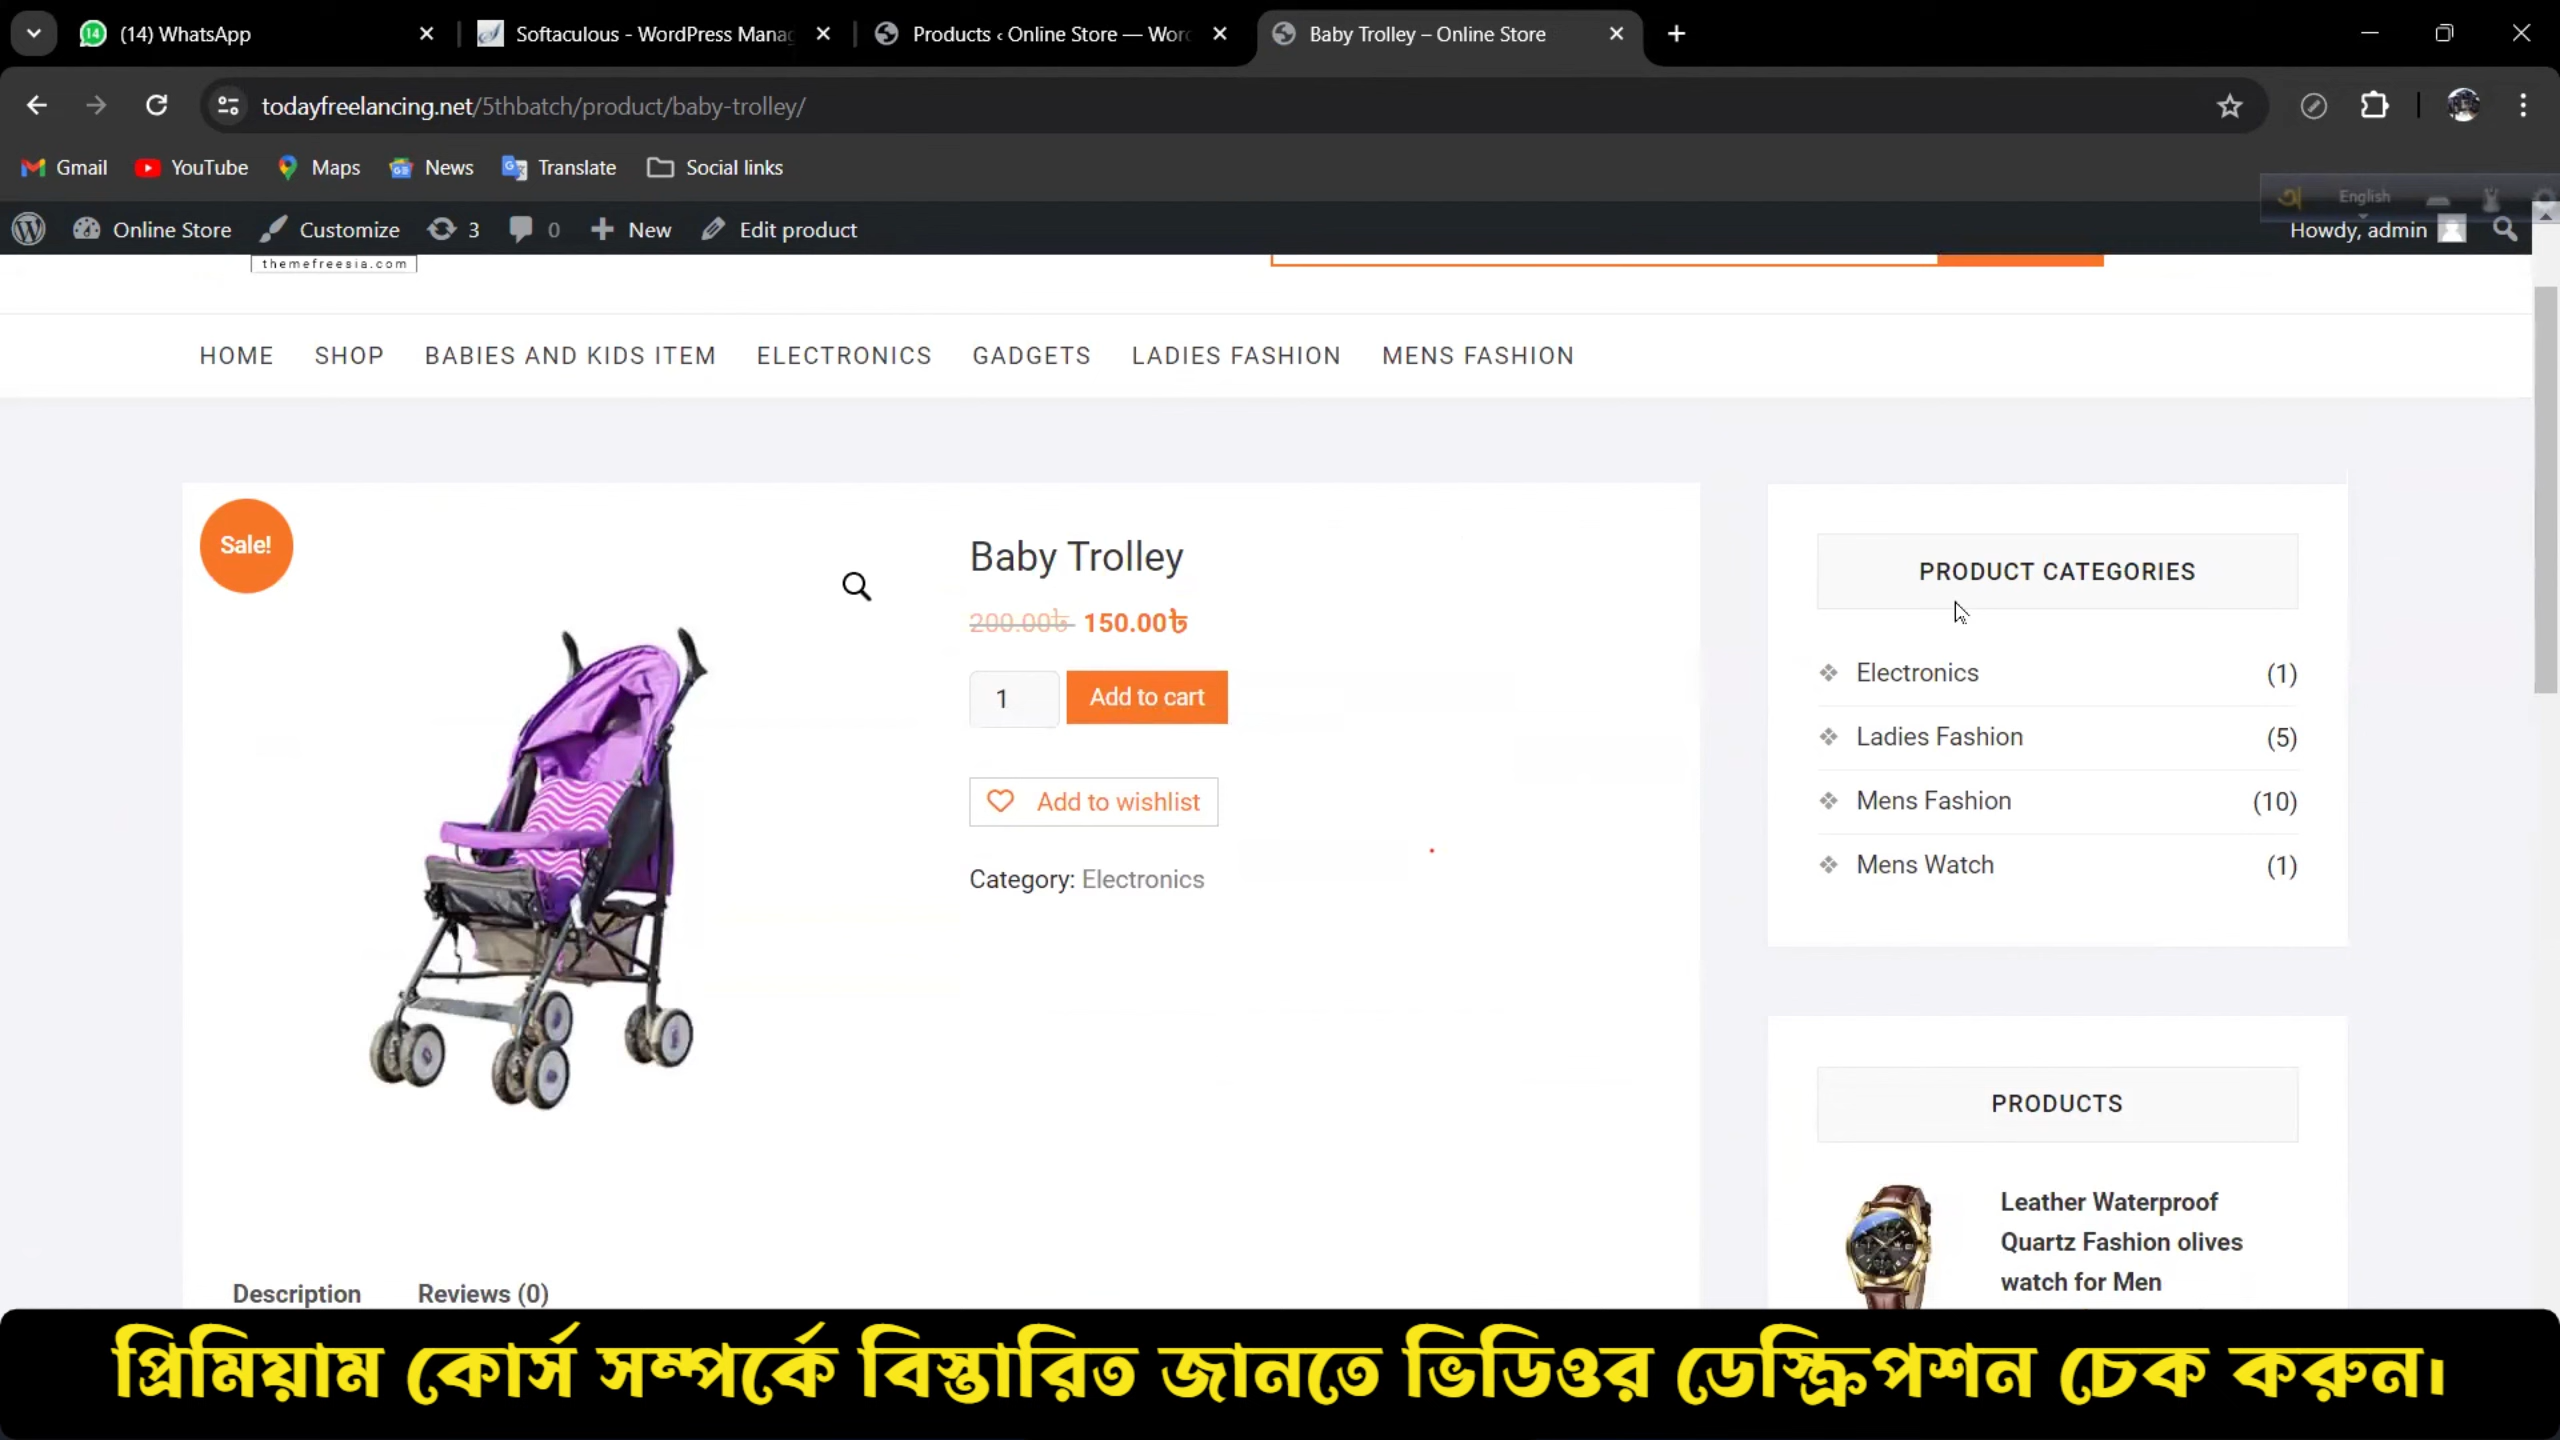 (14) WhatsApp
Softaculous - WordPress Manag
Products ‹ Online Store — Word
Baby Trolley – Online Store
todayfreelancing.net/5thbatch/product/baby-trolley/
Gmail YouTube Maps News Translate Social links
English
Online Store Customize 3 0 New Edit product Howdy, admin
themefreesia.com
HOME SHOP BABIES AND KIDS ITEM ELECTRONICS GADGETS LADIES FASHION MENS FASHION
Sale!
Baby Trolley
200.00৳ 150.00৳
1 Add to cart
Add to wishlist
Category: Electronics
PRODUCT CATEGORIES
Electronics (1)
Ladies Fashion (5)
Mens Fashion (10)
Mens Watch (1)
PRODUCTS
Leather Waterproof
Quartz Fashion olives
watch for Men
Description Reviews (0)
প্রিমিয়াম কোর্স সম্পর্কে বিস্তারিত জানতে ভিডিওর ডেস্ক্রিপশন চেক করুন।